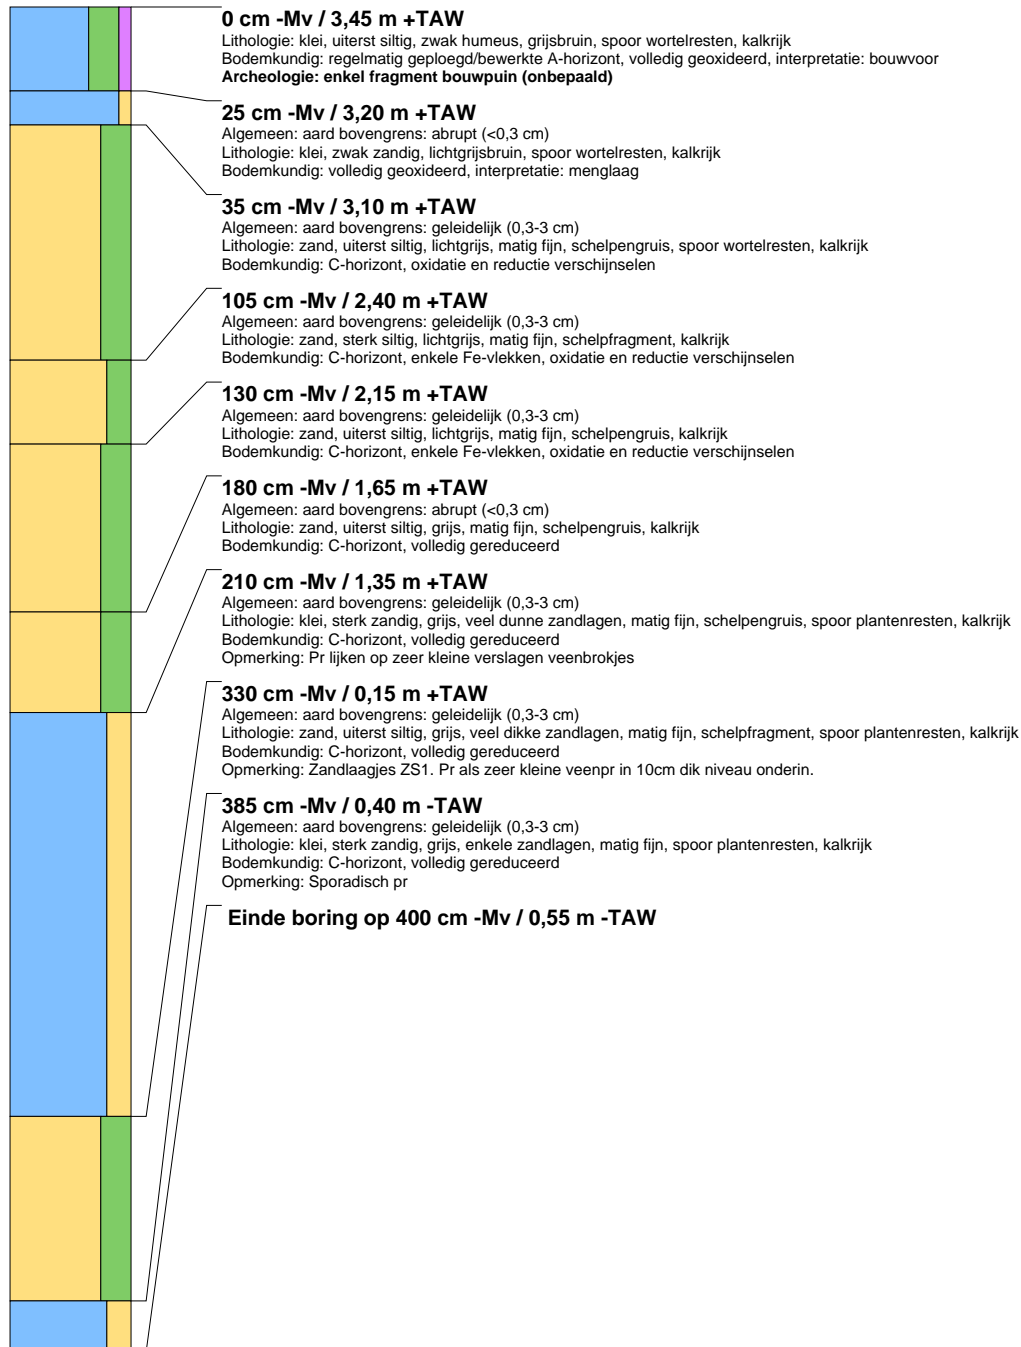 0 cm -Mv / 3,45 m +TAW
Lithologie: klei, uiterst siltig, zwak humeus, grijsbruin, spoor wortelresten, kalkrijk
Bodemkundig: regelmatig geploegd/bewerkte A-horizont, volledig geoxideerd, interpretatie: bouwvoor
Archeologie: enkel fragment bouwpuin (onbepaald)
25 cm -Mv / 3,20 m +TAW
Algemeen: aard bovengrens: abrupt (<0,3 cm)
Lithologie: klei, zwak zandig, lichtgrijsbruin, spoor wortelresten, kalkrijk
Bodemkundig: volledig geoxideerd, interpretatie: menglaag
35 cm -Mv / 3,10 m +TAW
Algemeen: aard bovengrens: geleidelijk (0,3-3 cm)
Lithologie: zand, uiterst siltig, lichtgrijs, matig fijn, schelpengruis, spoor wortelresten, kalkrijk
Bodemkundig: C-horizont, oxidatie en reductie verschijnselen
105 cm -Mv / 2,40 m +TAW
Algemeen: aard bovengrens: geleidelijk (0,3-3 cm)
Lithologie: zand, sterk siltig, lichtgrijs, matig fijn, schelpfragment, kalkrijk
Bodemkundig: C-horizont, enkele Fe-vlekken, oxidatie en reductie verschijnselen
130 cm -Mv / 2,15 m +TAW
Algemeen: aard bovengrens: geleidelijk (0,3-3 cm)
Lithologie: zand, uiterst siltig, lichtgrijs, matig fijn, schelpengruis, kalkrijk
Bodemkundig: C-horizont, enkele Fe-vlekken, oxidatie en reductie verschijnselen
180 cm -Mv / 1,65 m +TAW
Algemeen: aard bovengrens: abrupt (<0,3 cm)
Lithologie: zand, uiterst siltig, grijs, matig fijn, schelpengruis, kalkrijk
Bodemkundig: C-horizont, volledig gereduceerd
210 cm -Mv / 1,35 m +TAW
Algemeen: aard bovengrens: geleidelijk (0,3-3 cm)
Lithologie: klei, sterk zandig, grijs, veel dunne zandlagen, matig fijn, schelpengruis, spoor plantenresten, kalkrijk
Bodemkundig: C-horizont, volledig gereduceerd
Opmerking: Pr lijken op zeer kleine verslagen veenbrokjes
330 cm -Mv / 0,15 m +TAW
Algemeen: aard bovengrens: geleidelijk (0,3-3 cm)
Lithologie: zand, uiterst siltig, grijs, veel dikke zandlagen, matig fijn, schelpfragment, spoor plantenresten, kalkrijk
Bodemkundig: C-horizont, volledig gereduceerd
Opmerking: Zandlaagjes ZS1. Pr als zeer kleine veenpr in 10cm dik niveau onderin.
385 cm -Mv / 0,40 m -TAW
Algemeen: aard bovengrens: geleidelijk (0,3-3 cm)
Lithologie: klei, sterk zandig, grijs, enkele zandlagen, matig fijn, spoor plantenresten, kalkrijk
Bodemkundig: C-horizont, volledig gereduceerd
Opmerking: Sporadisch pr
Einde boring op 400 cm -Mv / 0,55 m -TAW